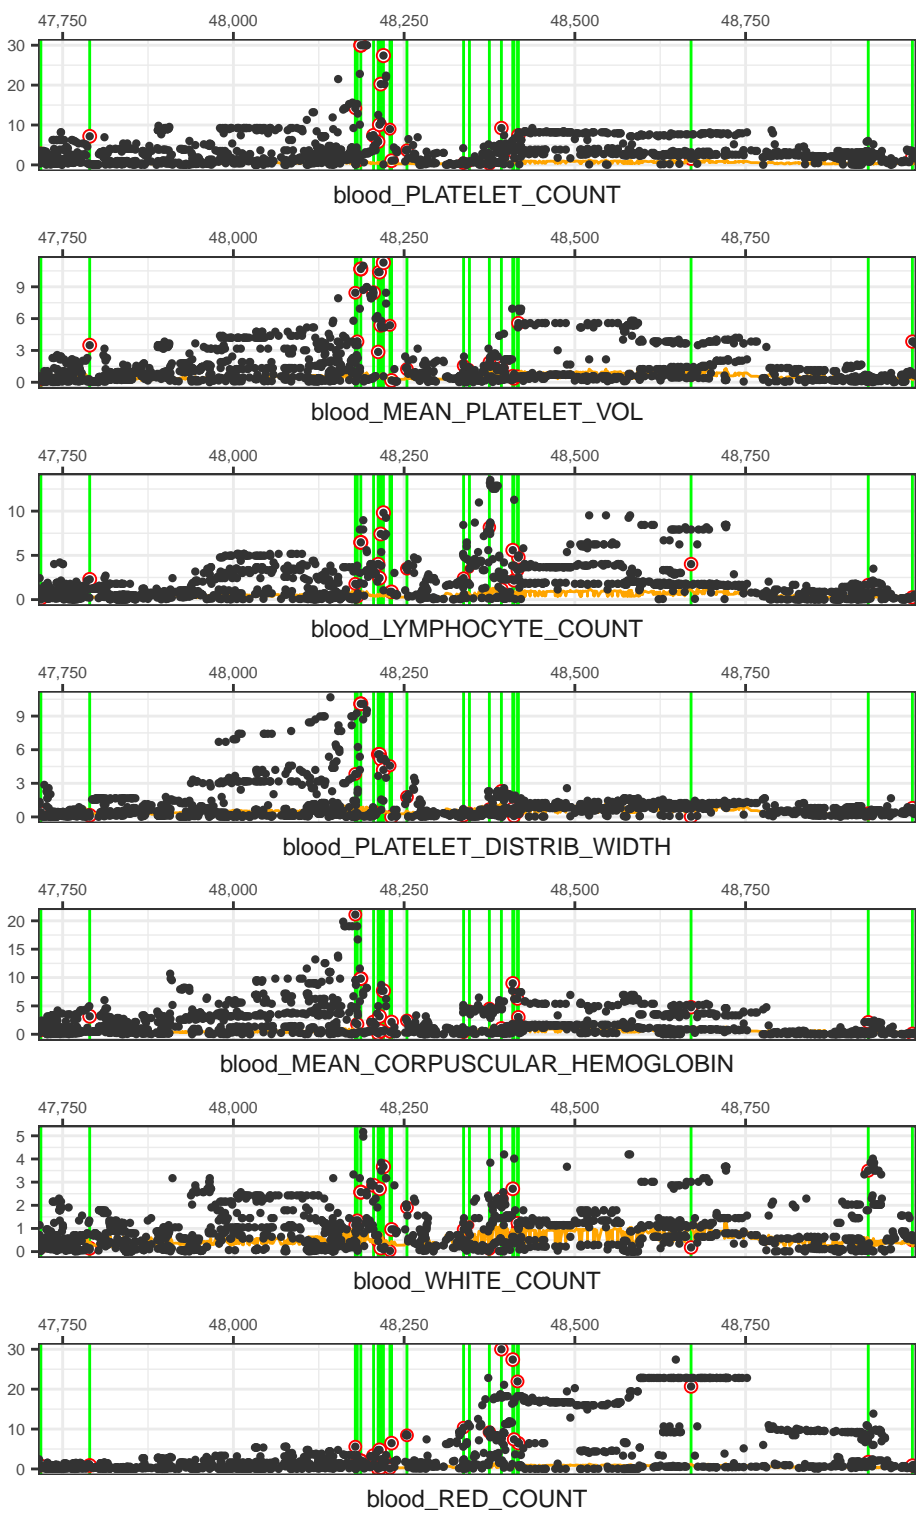 47,750 48,000 48,250 48,500 48,750
30
20
10
0
blood_PLATELET_COUNT
47,750 48,000 48,250 48,500 48,750
9
6
3
0
blood_MEAN_PLATELET_VOL
47,750 48,000 48,250 48,500 48,750
10
5
0
blood_LYMPHOCYTE_COUNT
47,750 48,000 48,250 48,500 48,750
9
6
3
0
blood_PLATELET_DISTRIB_WIDTH
47,750 48,000 48,250 48,500 48,750
20
15
10
5
0
blood_MEAN_CORPUSCULAR_HEMOGLOBIN
47,750 48,000 48,250 48,500 48,750
5
4
3
2
1
0
blood_WHITE_COUNT
47,750 48,000 48,250 48,500 48,750
30
20
10
0
blood_RED_COUNT